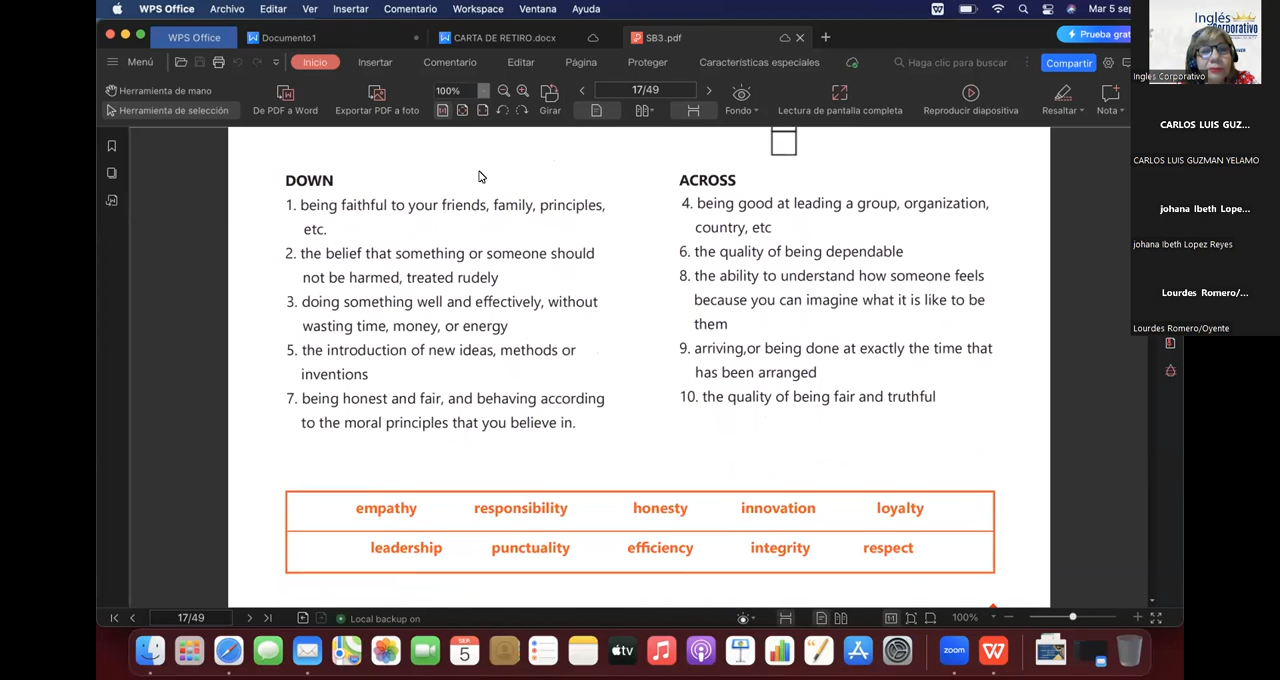 WPS Office Archivo Editar Ver Insertar Comentario Workspace Ventana Ayuda Mar 5 sep
WPS Office Documento1 CARTA DE RETIRO.docx SB3.pdf Prueba grat
Menú Inicio Insertar Comentario Editar Página Proteger Características especiales Haga clic para buscar Compartir
Herramienta de mano 100% 17/49
Herramienta de selección De PDF a Word Exportar PDF a foto Girar Fondo Lectura de pantalla completa Reproducir diapositiva Resaltar Nota
Inglés
Corporativo
Ingles Corporativo
CARLOS LUIS GUZ...
CARLOS LUIS GUZMAN YELAMO
johana Ibeth Lope...
johana Ibeth Lopez Reyes
Lourdes Romero/...
Lourdes Romero/Oyente
DOWN
1. being faithful to your friends, family, principles,
etc.
2. the belief that something or someone should
not be harmed, treated rudely
3. doing something well and effectively, without
wasting time, money, or energy
5. the introduction of new ideas, methods or
inventions
7. being honest and fair, and behaving according
to the moral principles that you believe in.
ACROSS
4. being good at leading a group, organization,
country, etc
6. the quality of being dependable
8. the ability to understand how someone feels
because you can imagine what it is like to be
them
9. arriving,or being done at exactly the time that
has been arranged
10. the quality of being fair and truthful
empathy responsibility honesty innovation loyalty
leadership punctuality efficiency integrity respect
17/49 Local backup on 100%
SEP.
5
tv
zoom